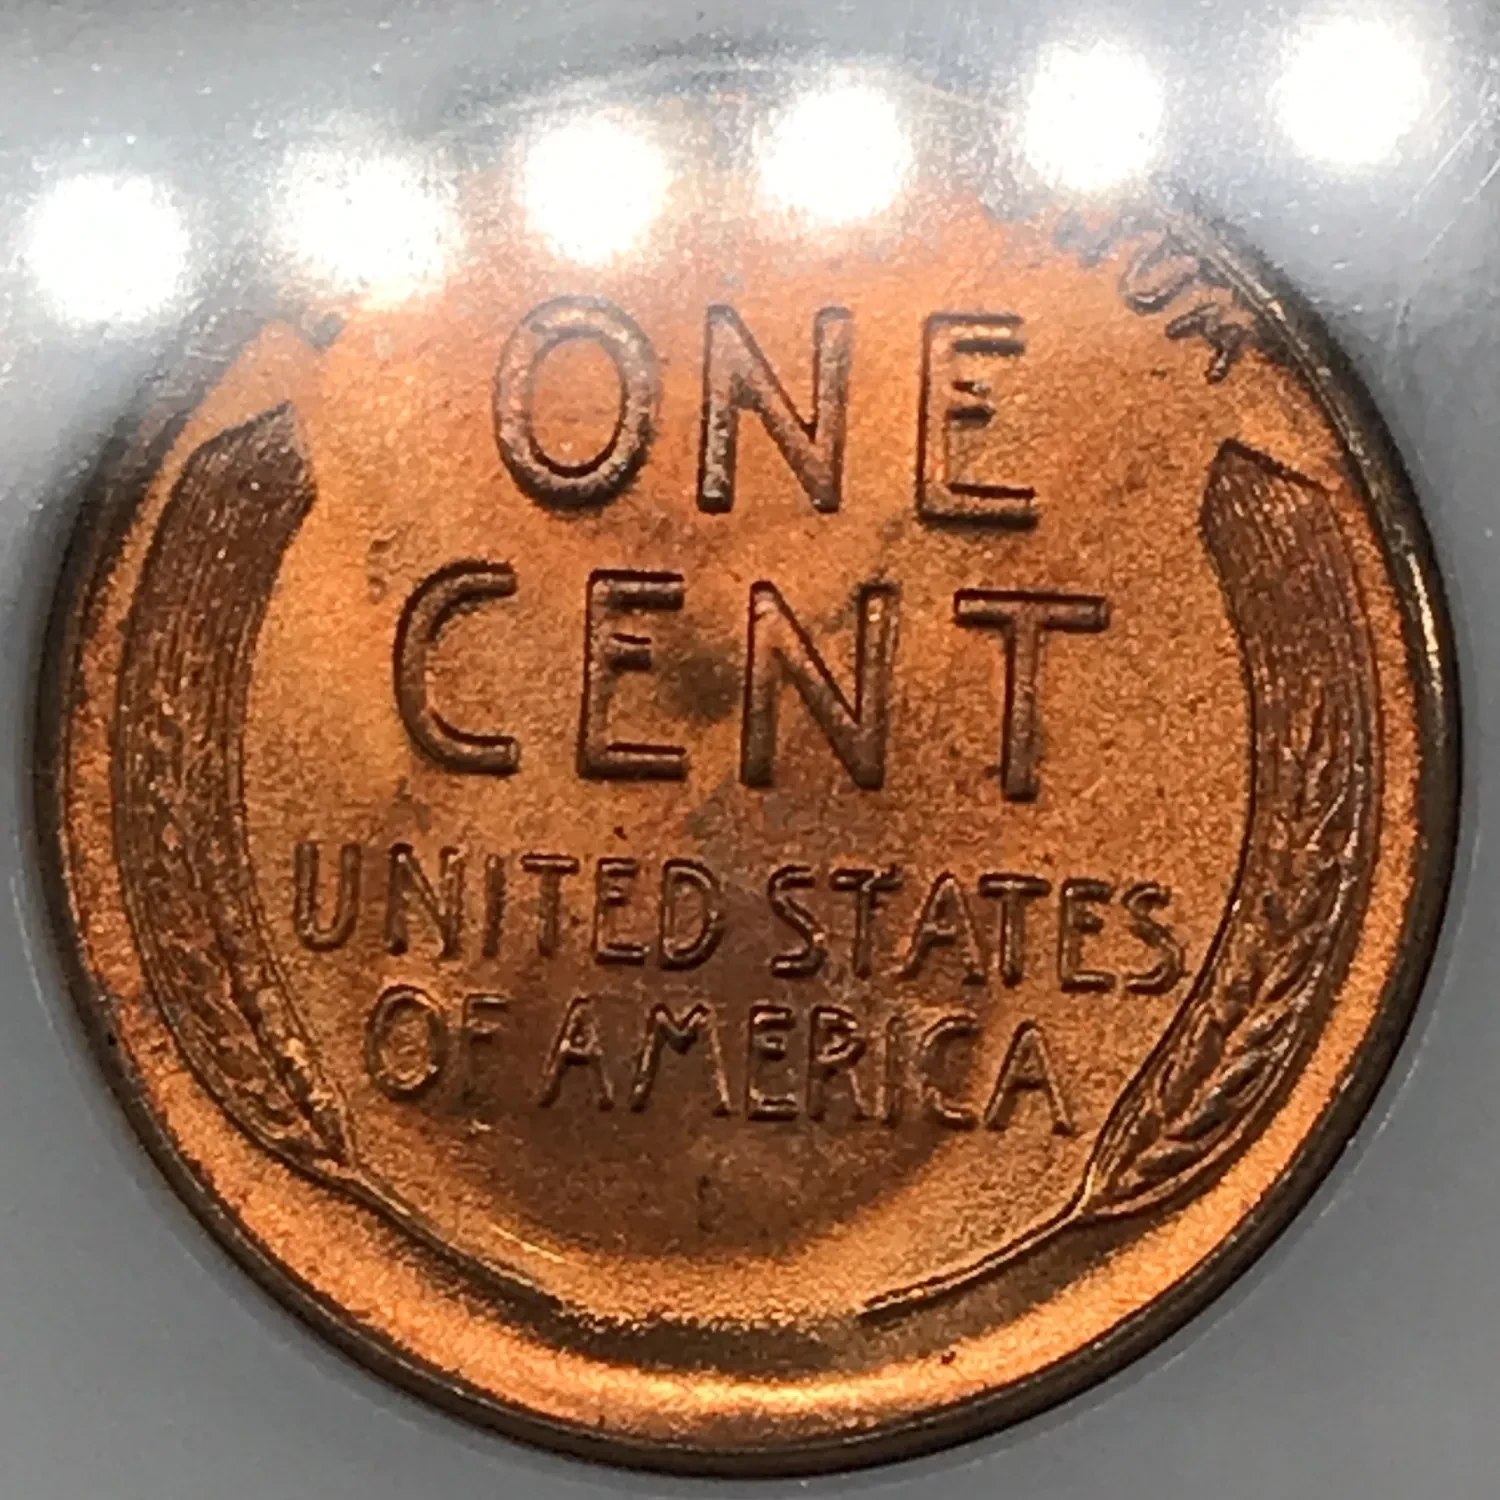 ONE
CENT
UNITED STATES
OF AMERICA